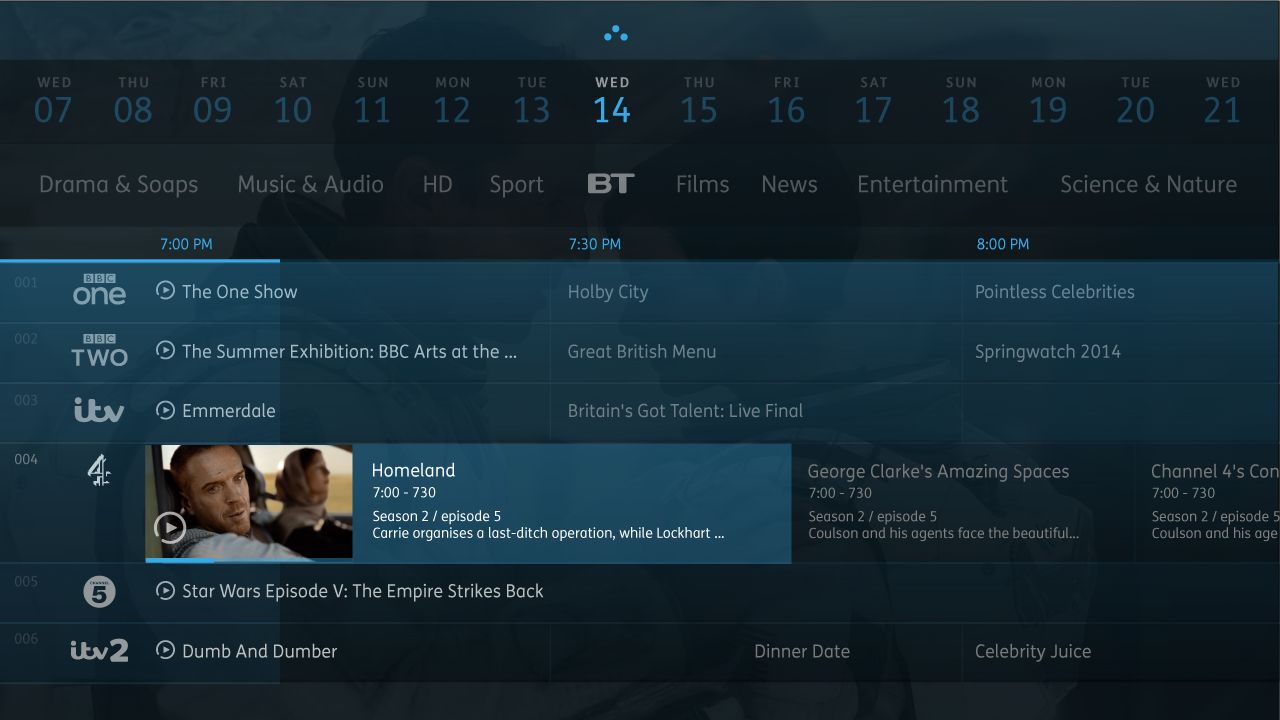 WED THU FRI SAT SUN MON TUE WED THU FRI SAT SUN MON TUE WED
07 08 09 10 11 12 13 14 15 16 17 18 19 20 21
Drama & Soaps Music & Audio HD Sport BT Films News Entertainment Science & Nature
7:00 PM 7:30 PM 8:00 PM
001 BBC one The One Show Holby City Pointless Celebrities
002 BBC TWO The Summer Exhibition: BBC Arts at the ... Great British Menu Springwatch 2014
003 itv Emmerdale Britain's Got Talent: Live Final
004 4 Homeland George Clarke's Amazing Spaces Channel 4's Con
7:00 - 730 7:00 - 730 7:00 - 730
Season 2 / episode 5 Season 2 / episode 5 Season 2 / episode 5
Carrie organises a last-ditch operation, while Lockhart ... Coulson and his agents face the beautiful... Coulson and his age
005 CHANNEL 5 Star Wars Episode V: The Empire Strikes Back
006 itv2 Dumb And Dumber Dinner Date Celebrity Juice